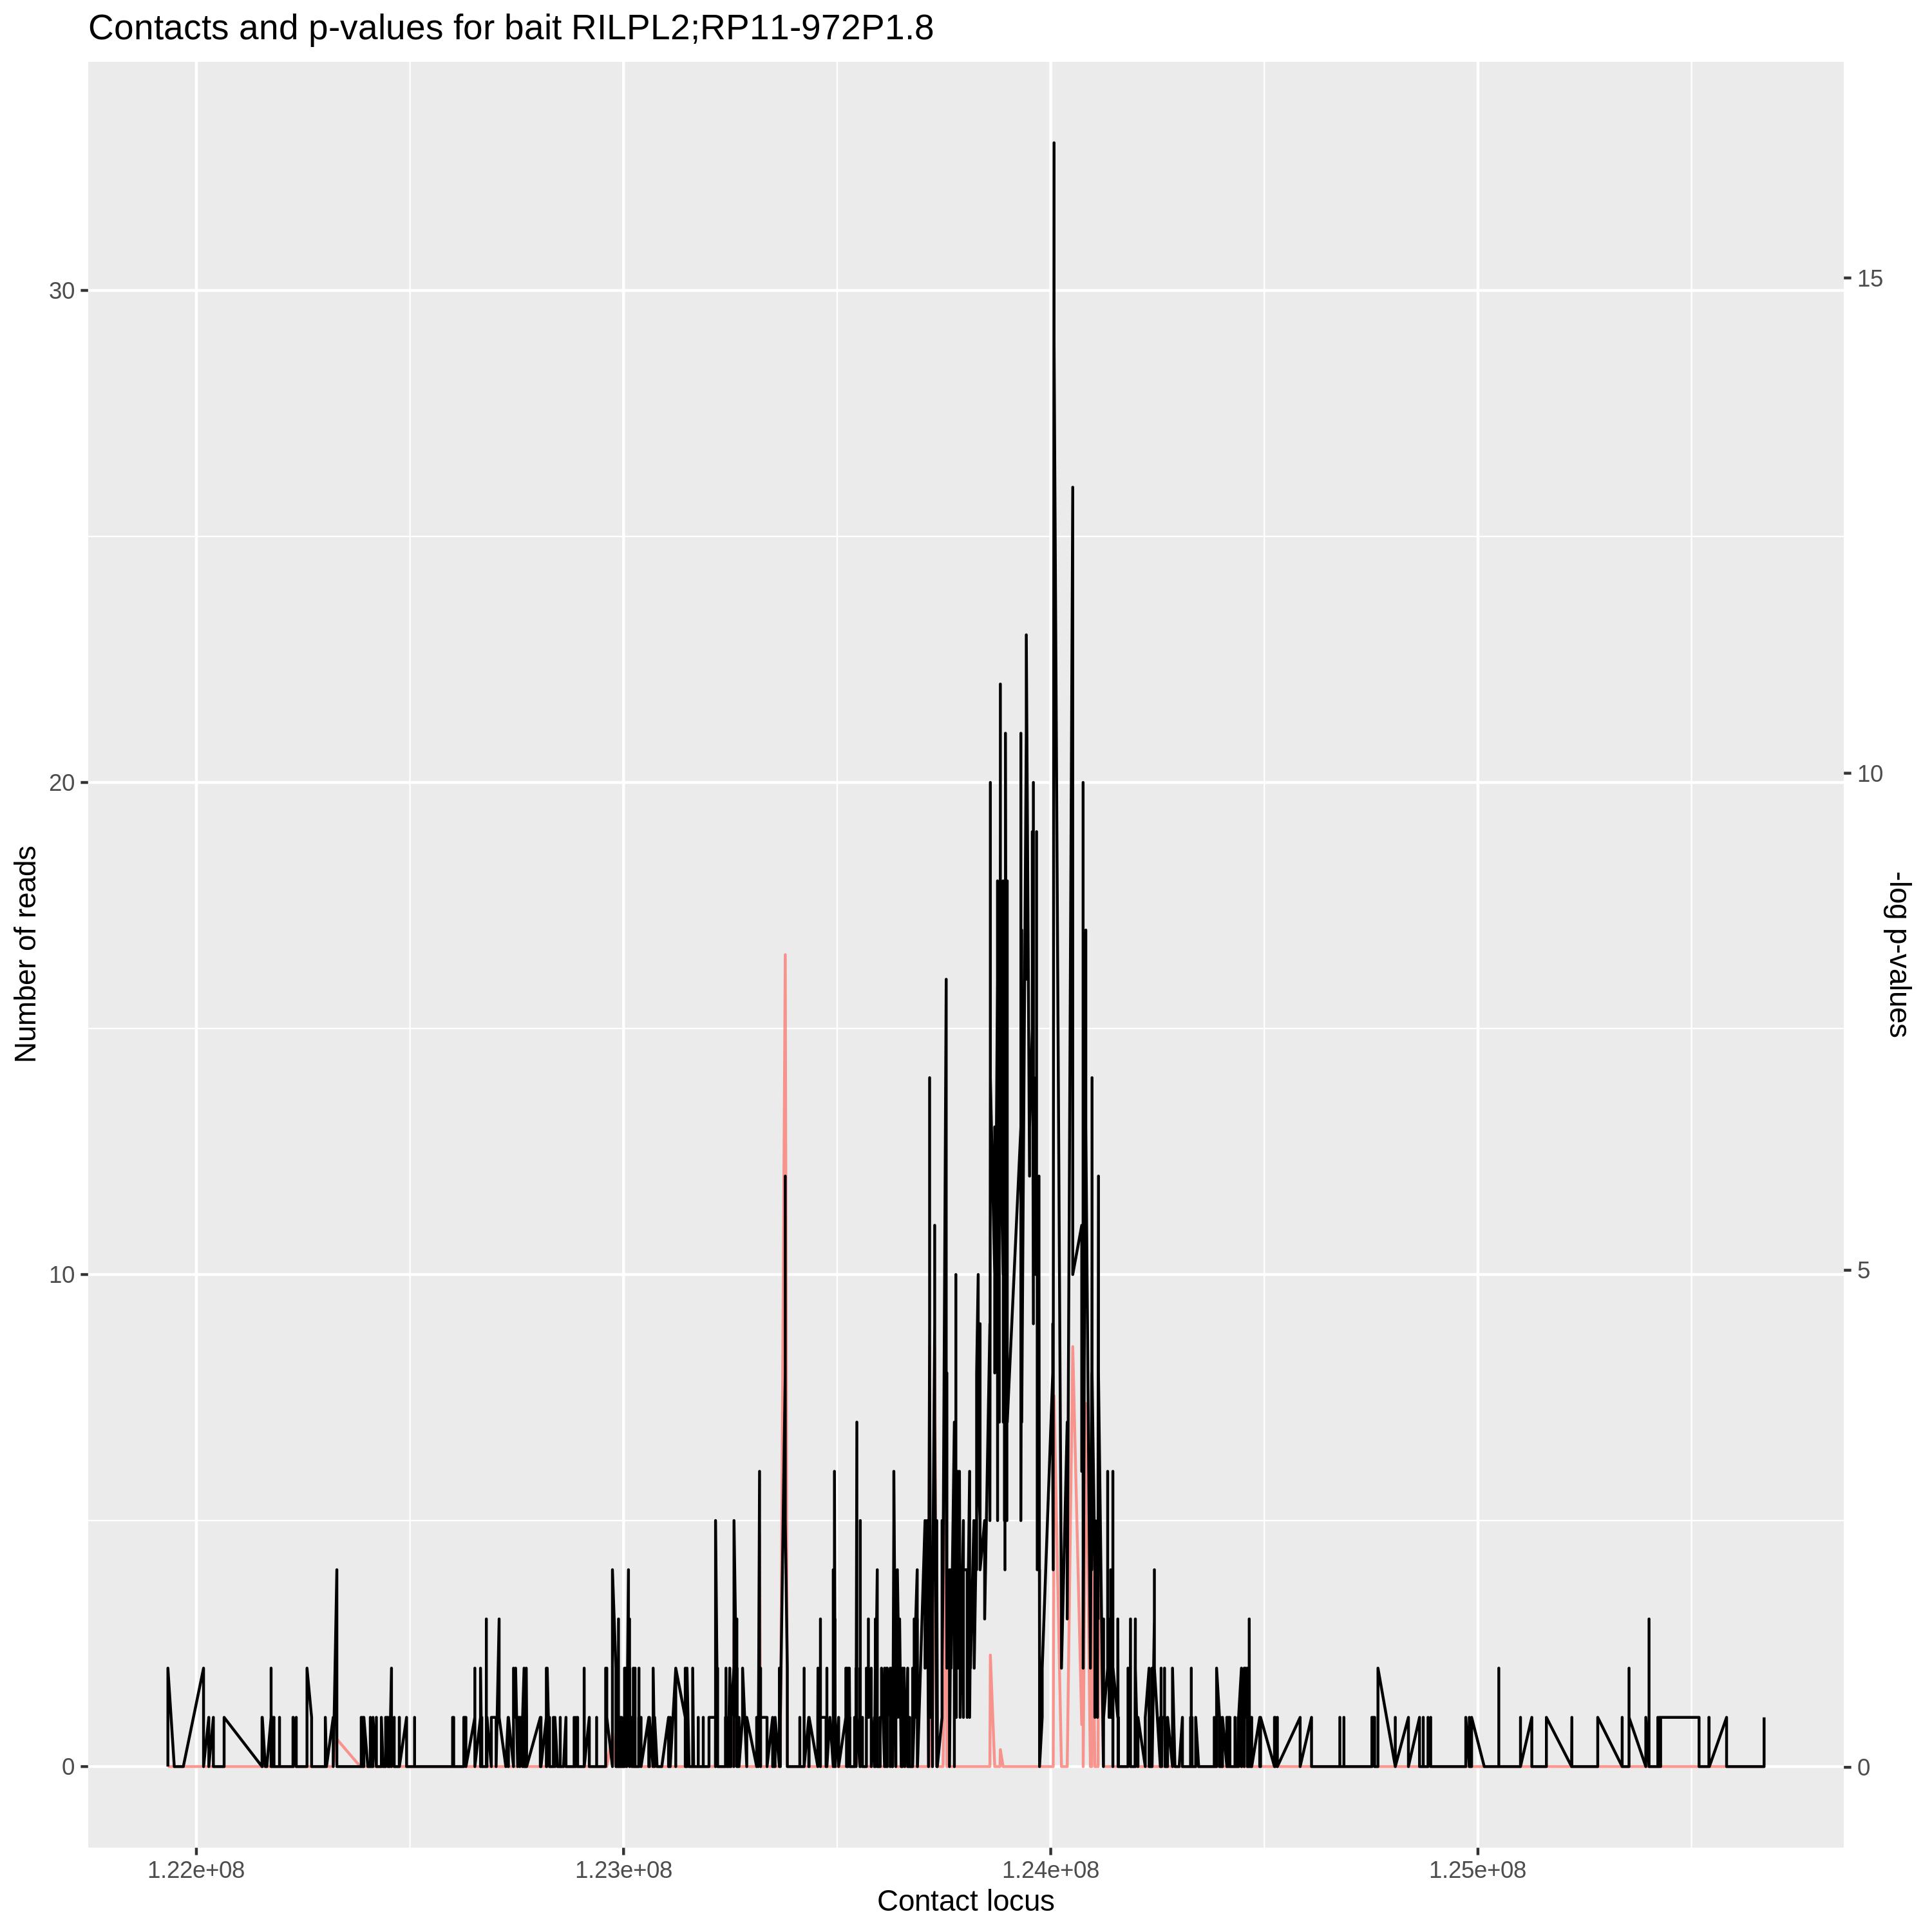 Contacts and p-values for bait RILPL2;RP11-972P1.8
30
20
10
0
Number of reads
15
10
5
0
-log p-values
1.22e+08
1.23e+08
1.24e+08
1.25e+08
Contact locus